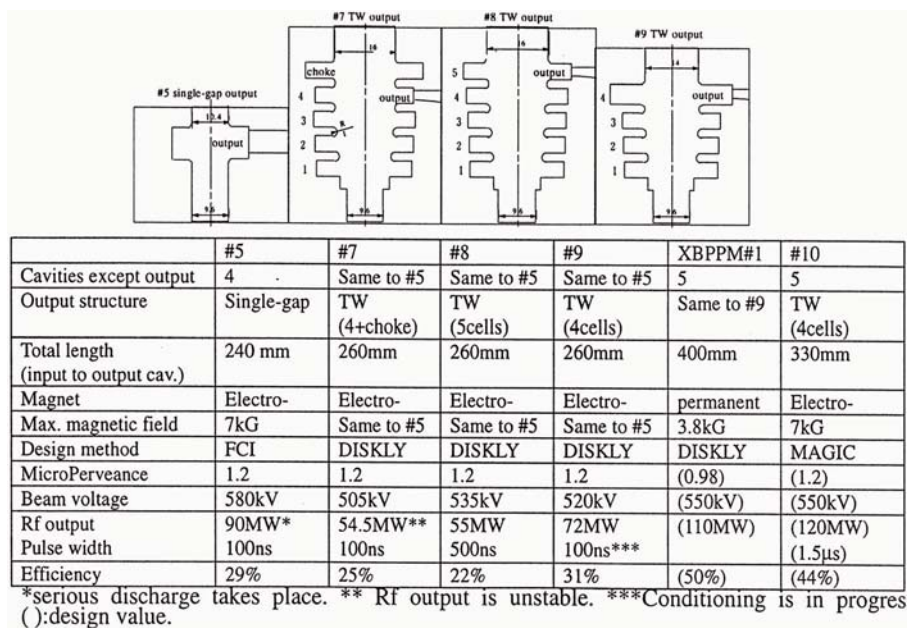 #7 TW output
#8 TW output
#9 TW output
#5 single-gap output
16
16
14
choke
output
output
output
output
4
3
2
1
5
4
3
2
1
4
3
2
1
R
12.4
9.6
9.6
9.6
9.6
#5 #7 #8 #9 XBPPM#1 #10
Cavities except output 4 Same to #5 Same to #5 Same to #5 5 5
Output structure Single-gap TW TW TW Same to #9 TW
(4+choke) (5cells) (4cells) (4cells)
Total length 240 mm 260mm 260mm 260mm 400mm 330mm
(input to output cav.)
Magnet Electro- Electro- Electro- Electro- permanent Electro-
Max. magnetic field 7kG Same to #5 Same to #5 Same to #5 3.8kG 7kG
Design method FCI DISKLY DISKLY DISKLY DISKLY MAGIC
MicroPerveance 1.2 1.2 1.2 1.2 (0.98) (1.2)
Beam voltage 580kV 505kV 535kV 520kV (550kV) (550kV)
Rf output 90MW* 54.5MW** 55MW 72MW (110MW) (120MW)
Pulse width 100ns 100ns 500ns 100ns*** (1.5μs)
Efficiency 29% 25% 22% 31% (50%) (44%)
*serious discharge takes place. ** Rf output is unstable. ***Conditioning is in progres
( ):design value.